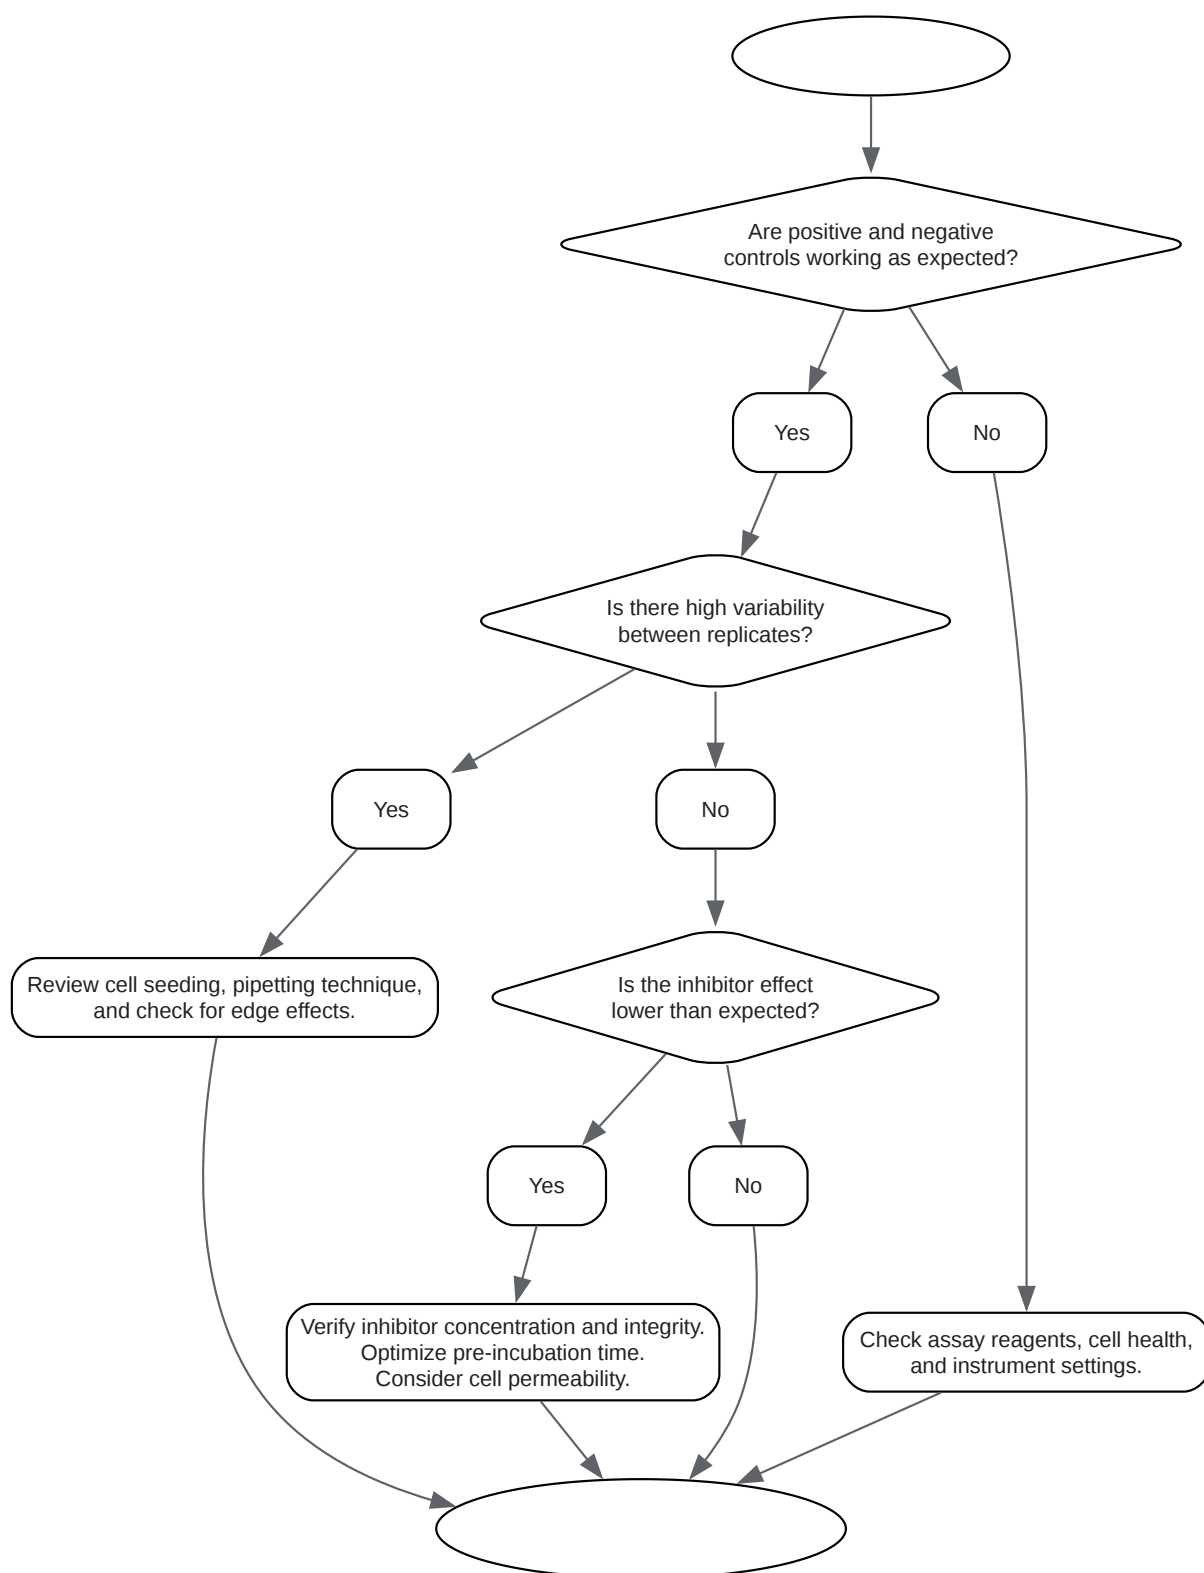 Are positive and negative
controls working as expected?
Yes
No
Is there high variability
between replicates?
Yes
No
Review cell seeding, pipetting technique,
and check for edge effects.
Is the inhibitor effect
lower than expected?
Yes
No
Verify inhibitor concentration and integrity.
Optimize pre-incubation time.
Consider cell permeability.
Check assay reagents, cell health,
and instrument settings.